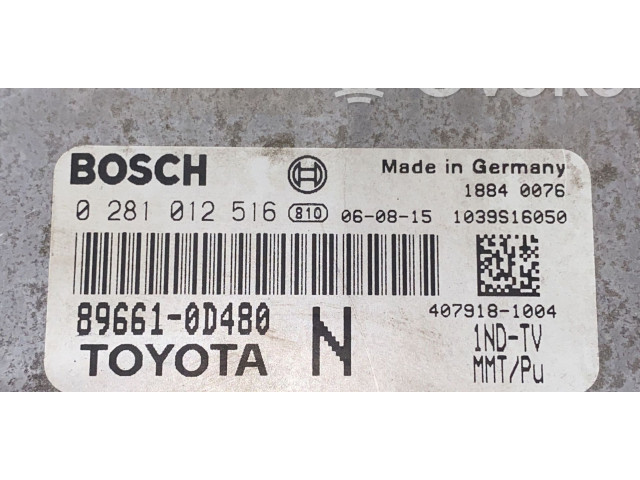 BOSCH Made in Germany
1884 0076
0 281 012 516 810 06-08-15 1039S16050
407918-1004
89661-0D480 N 1ND-TV
TOYOTA MMT/Pu